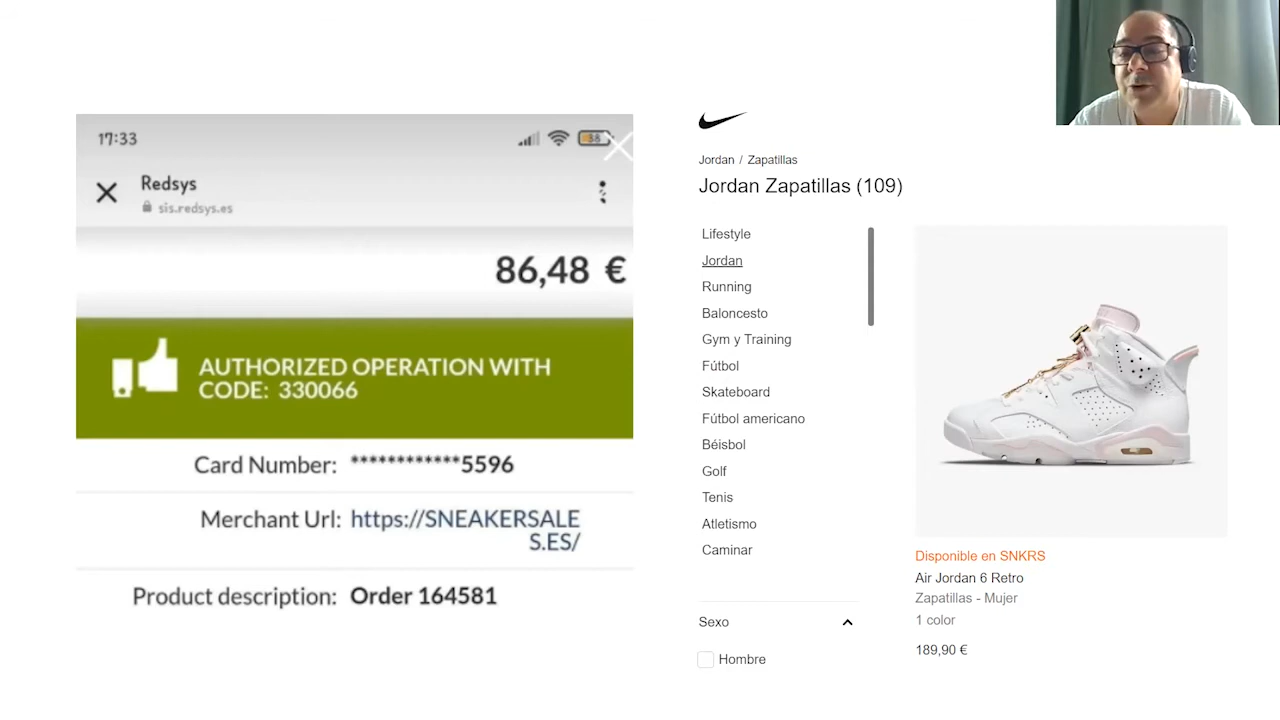 17:33
38
Redsys
sis.redsys.es
86,48 €
AUTHORIZED OPERATION WITH
CODE: 330066
Card Number: ************5596
Merchant Url: https://SNEAKERSALE
S.ES/
Product description: Order 164581
Jordan / Zapatillas
Jordan Zapatillas (109)
Lifestyle
Jordan
Running
Baloncesto
Gym y Training
Fútbol
Skateboard
Fútbol americano
Béisbol
Golf
Tenis
Atletismo
Caminar
Sexo
Hombre
Disponible en SNKRS
Air Jordan 6 Retro
Zapatillas - Mujer
1 color
189,90 €